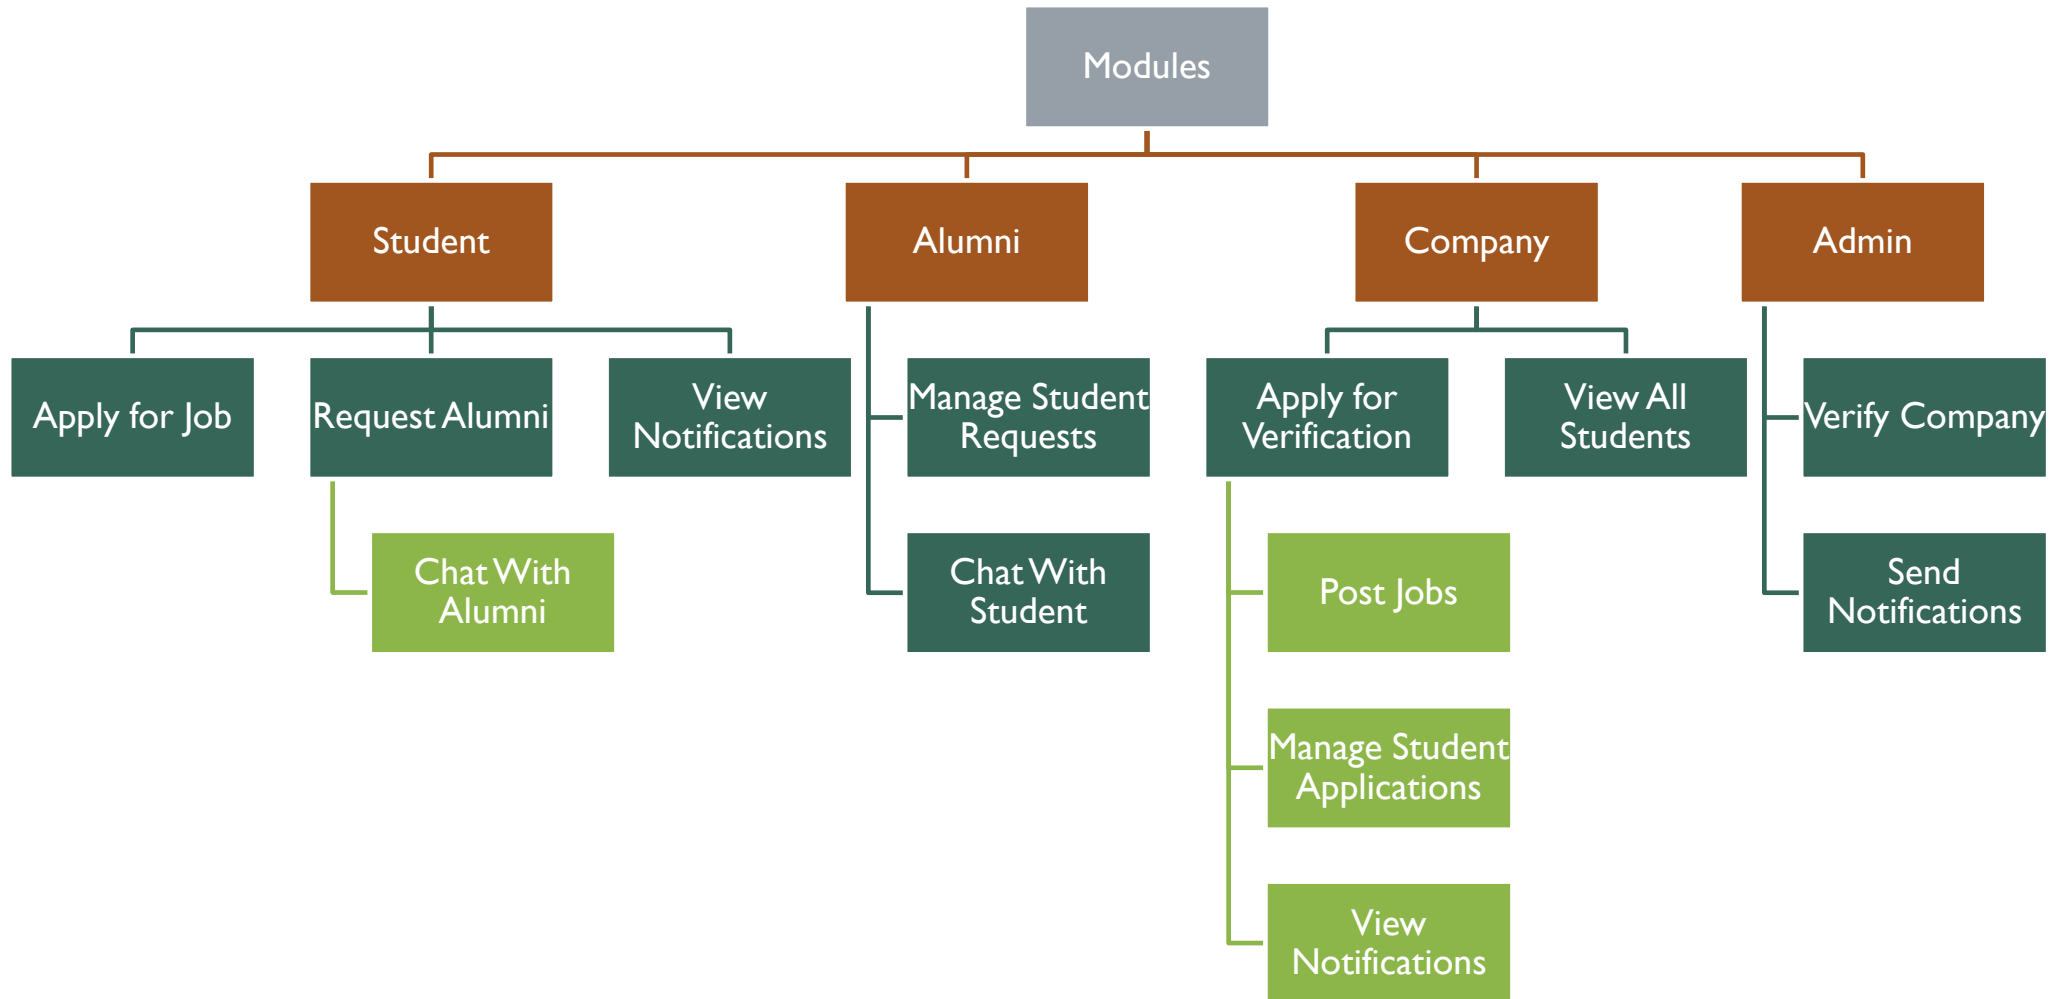 Modules
Student
Alumni
Company
Admin
Apply for Job
Request Alumni
View
Notifications
Manage Student
Requests
Apply for
Verification
View All
Students
Verify Company
Chat With
Alumni
Chat With
Student
Post Jobs
Send
Notifications
Manage Student
Applications
View
Notifications